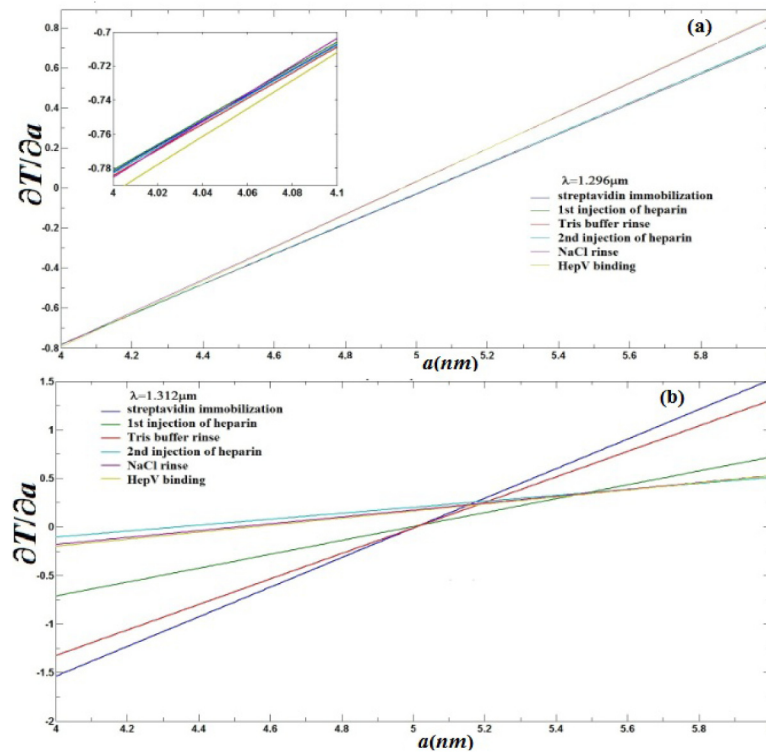 (a)
-0.7
-0.72
-0.74
-0.76
-0.78
4 4.02 4.04 4.06 4.08 4.1
0.8
0.6
0.4
0.2
0
-0.2
-0.4
-0.6
-0.8
∂T/∂a
λ=1.296μm
streptavidin immobilization
1st injection of heparin
Tris buffer rinse
2nd injection of heparin
NaCl rinse
HepV binding
4 4.2 4.4 4.6 4.8 5 5.2 5.4 5.6 5.8
a(nm)
(b)
1.5
1
0.5
0
-0.5
-1
-1.5
-2
∂T/∂a
λ=1.312μm
streptavidin immobilization
1st injection of heparin
Tris buffer rinse
2nd injection of heparin
NaCl rinse
HepV binding
4 4.2 4.4 4.6 4.8 5 5.2 5.4 5.6 5.8
a(nm)